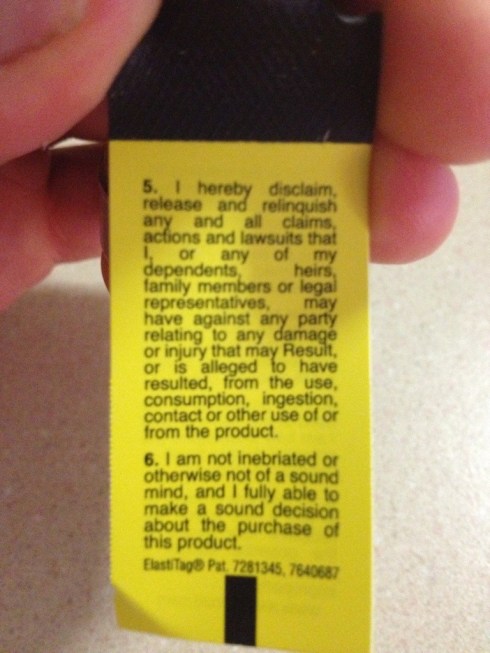 5. I hereby disclaim,
release and relinquish
any and all claims,
actions and lawsuits that
I, or any of my
dependents, heirs,
family members or legal
representatives, may
have against any party
relating to any damage
or injury that may Result,
or is alleged to have
resulted, from the use,
consumption, ingestion,
contact or other use of or
from the product.
6. I am not inebriated or
otherwise not of a sound
mind, and I fully able to
make a sound decision
about the purchase of
this product.
ElastiTag® Pat. 7281345, 7640687